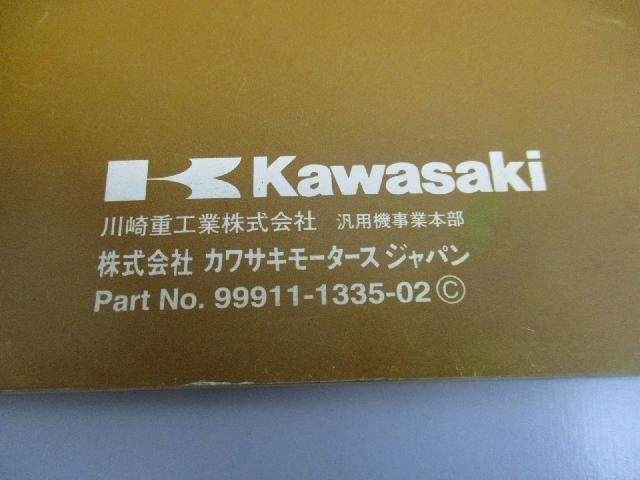 Kawasaki
川崎重工業株式会社 汎用機事業本部
株式会社 カワサキモータース ジャパン
Part No. 99911-1335-02 ©